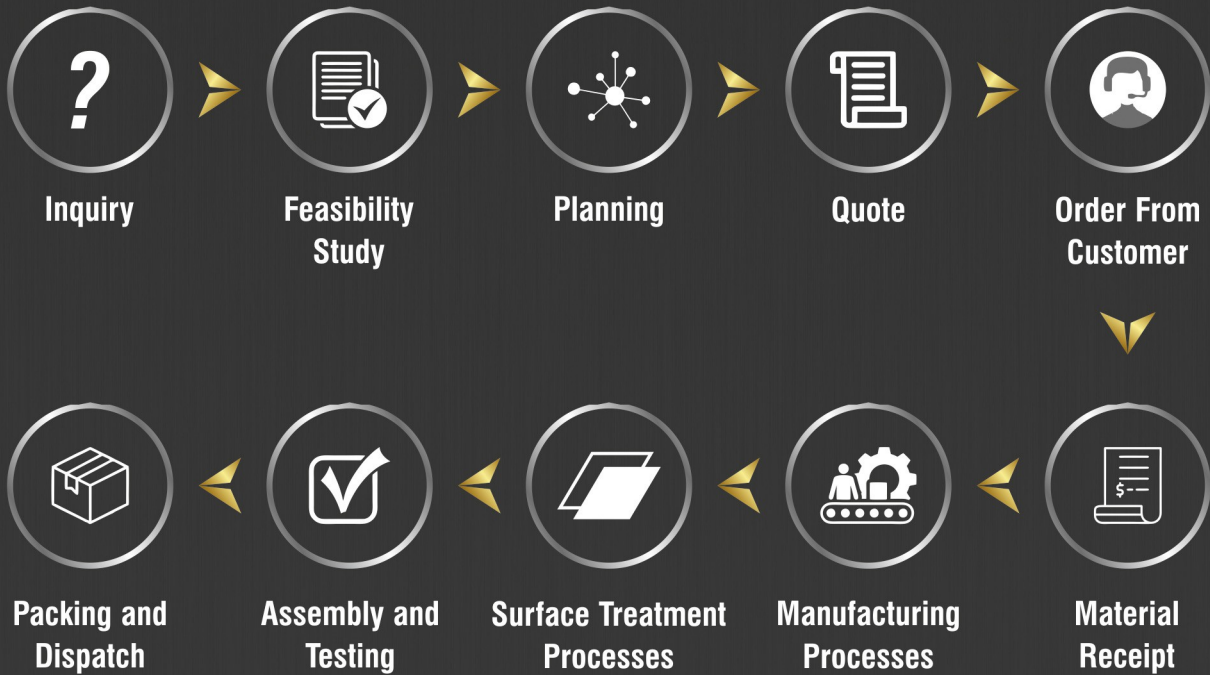 ?
Inquiry
Feasibility
Study
Planning
Quote
Order From
Customer
$--
Material
Receipt
Manufacturing
Processes
Surface Treatment
Processes
Assembly and
Testing
Packing and
Dispatch